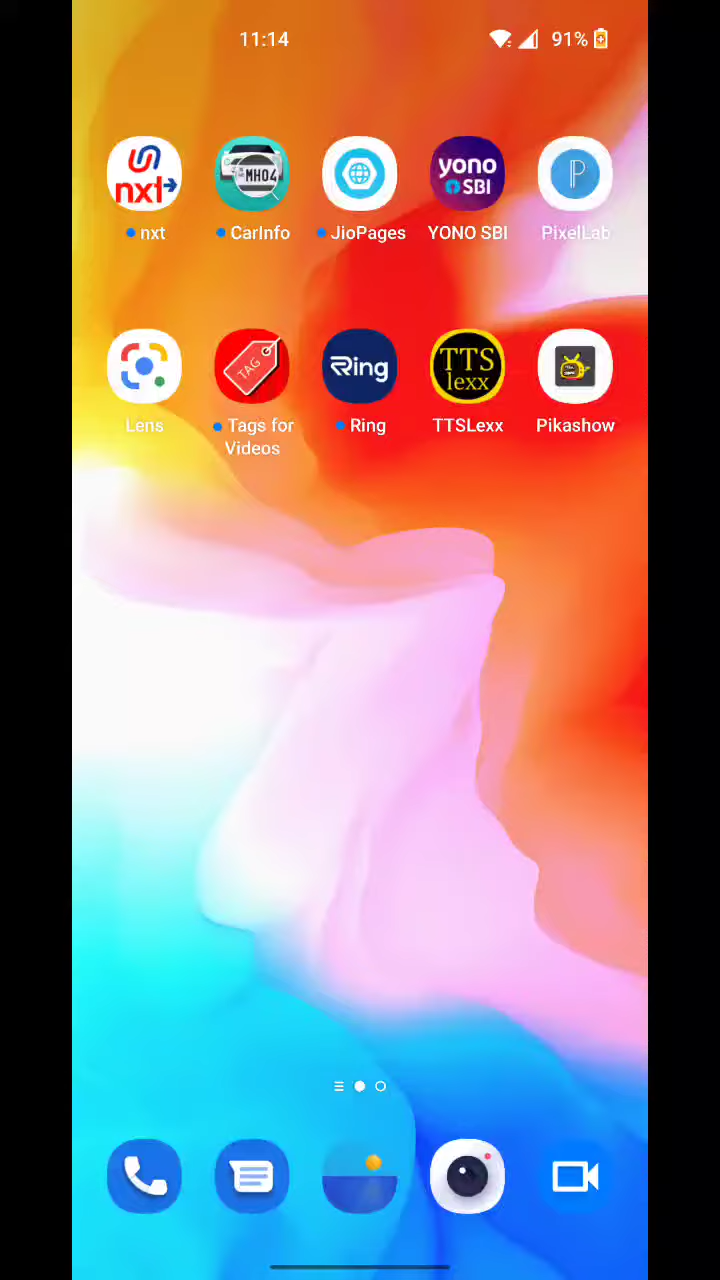 11:14 91%
nxt MH04 yono SBI P
nxt CarInfo JioPages YONO SBI PixelLab
TAG Ring TTS lexx
Lens Tags for Videos Ring TTSLexx Pikashow